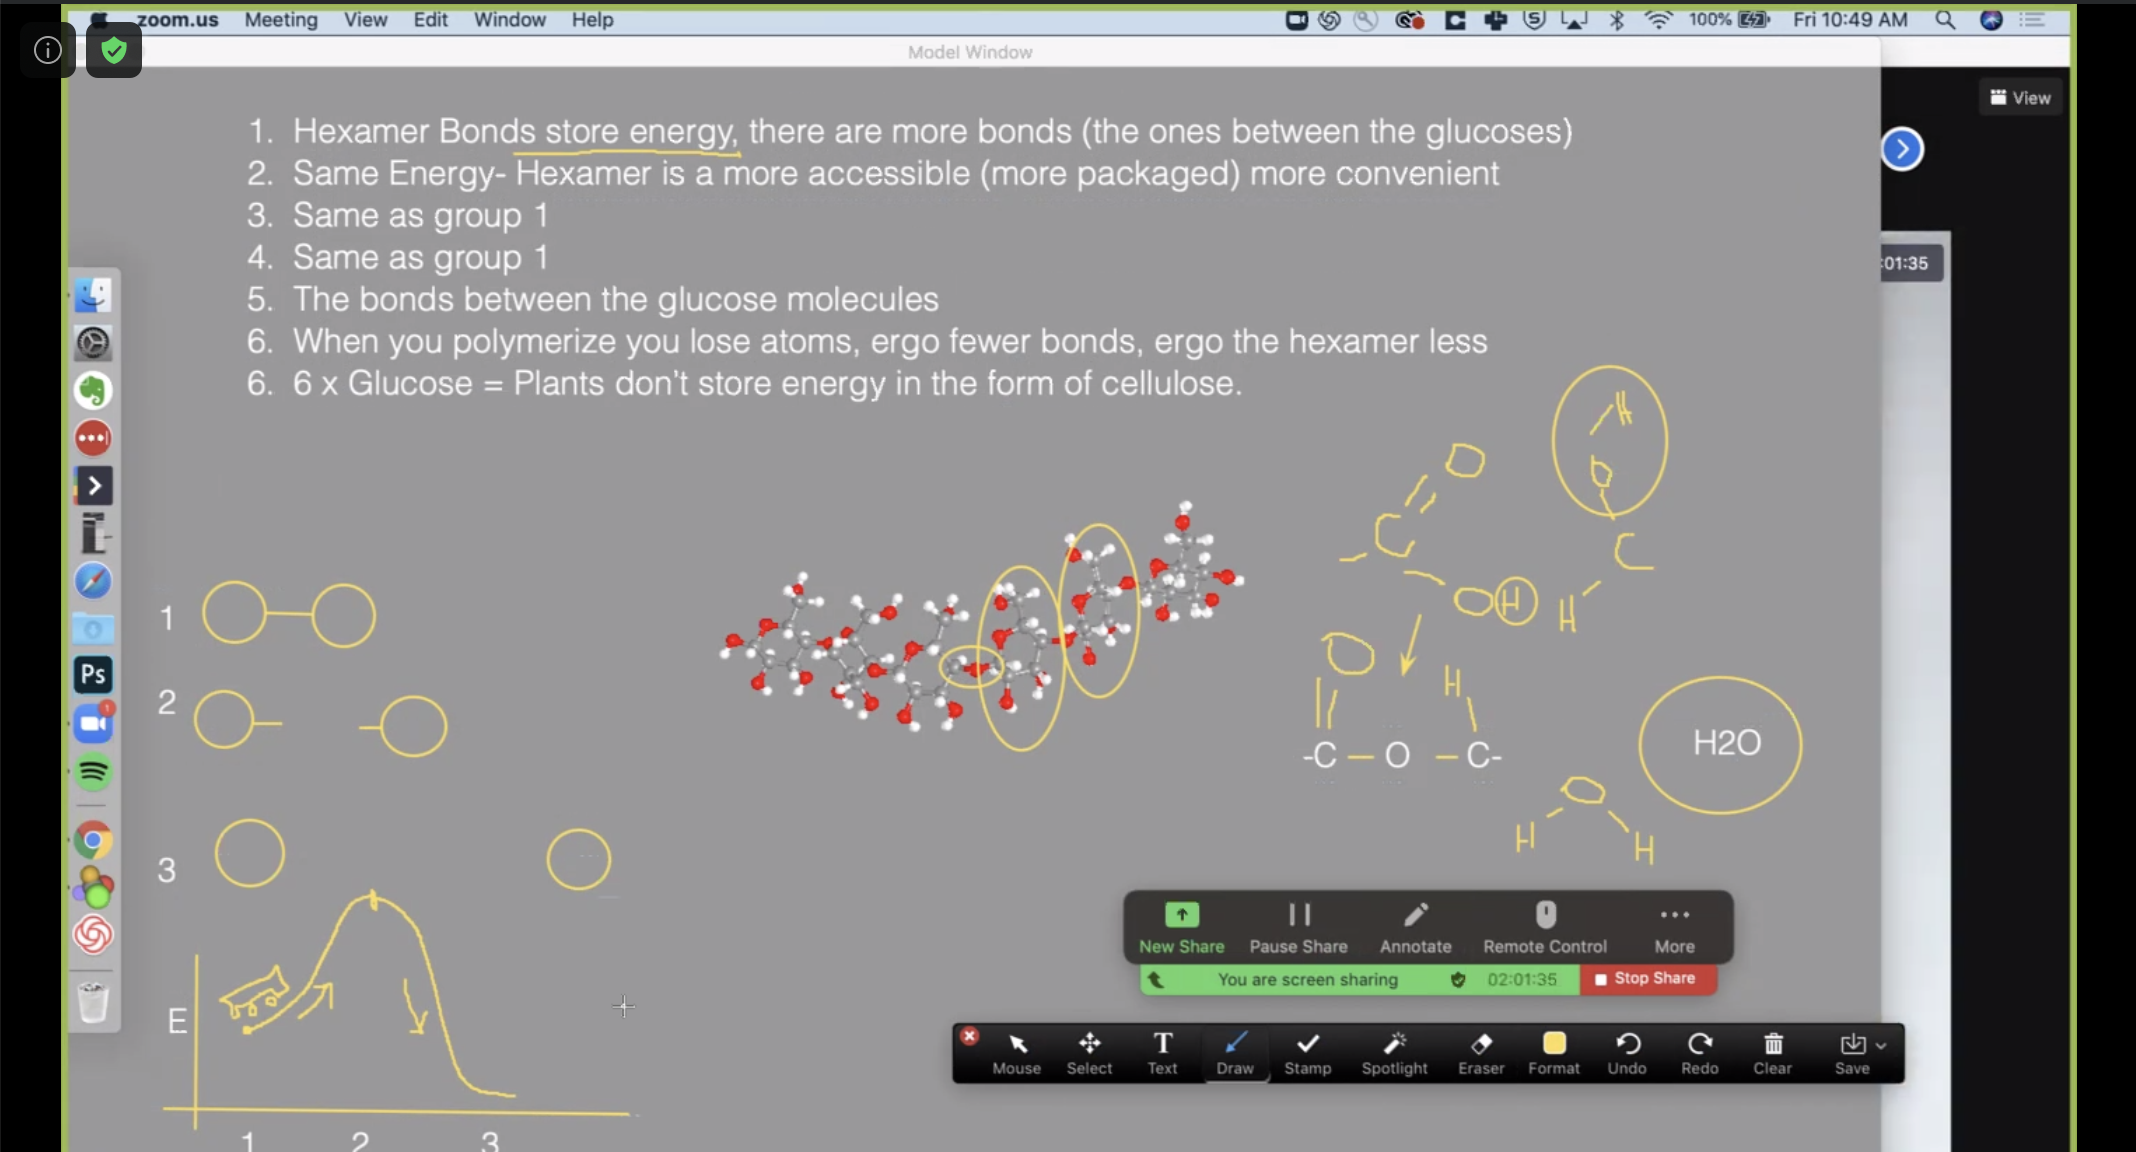 zoom.us Meeting View Edit Window Help 100% Fri 10:49 AM
Model Window
View
1. Hexamer Bonds store energy, there are more bonds (the ones between the glucoses)
2. Same Energy- Hexamer is a more accessible (more packaged) more convenient
3. Same as group 1
4. Same as group 1
5. The bonds between the glucose molecules
6. When you polymerize you lose atoms, ergo fewer bonds, ergo the hexamer less
6. 6 x Glucose = Plants don't store energy in the form of cellulose.
:01:35
H
O
O
C
C
OH
H
O
H
-C — O — C-
H2O
O
H H
1
2
3
E
1 2 3
Ps
1
New Share Pause Share Annotate Remote Control More
You are screen sharing 02:01:35 Stop Share
Mouse Select Text Draw Stamp Spotlight Eraser Format Undo Redo Clear Save